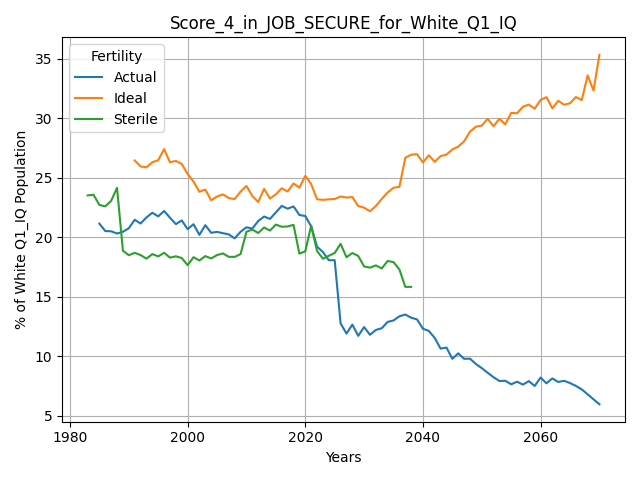 Score_4_in_JOB_SECURE_for_White_Q1_IQ
Fertility
Actual
Ideal
Sterile
% of White Q1_IQ Population
35
30
25
20
15
10
5
1980
2000
2020
2040
2060
Years